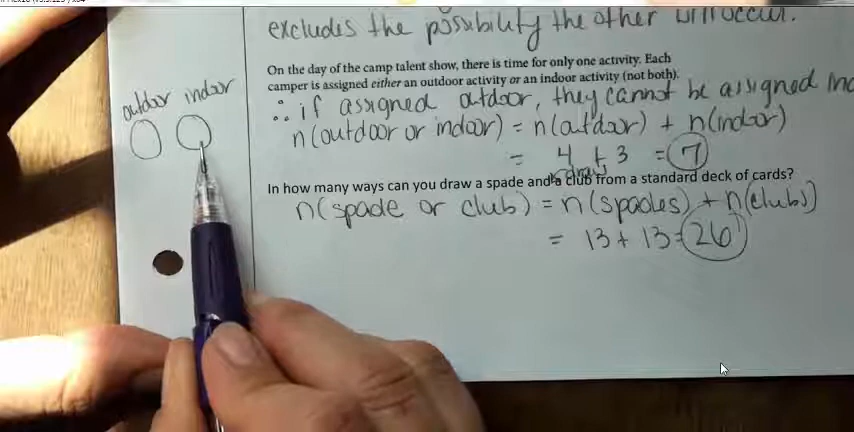 excludes the possibility the other will occur.
On the day of the camp talent show, there is time for only one activity. Each
camper is assigned either an outdoor activity or an indoor activity (not both).
outdoor indoor
∴ if assigned outdoor, they cannot be assigned
n(outdoor or indoor) = n(outdoor) + n(indoor)
= 4 + 3 = 7
draw
In how many ways can you draw a spade and a club from a standard deck of cards?
n(spade or club) = n(spades) + n(clubs)
= 13 + 13 = 26